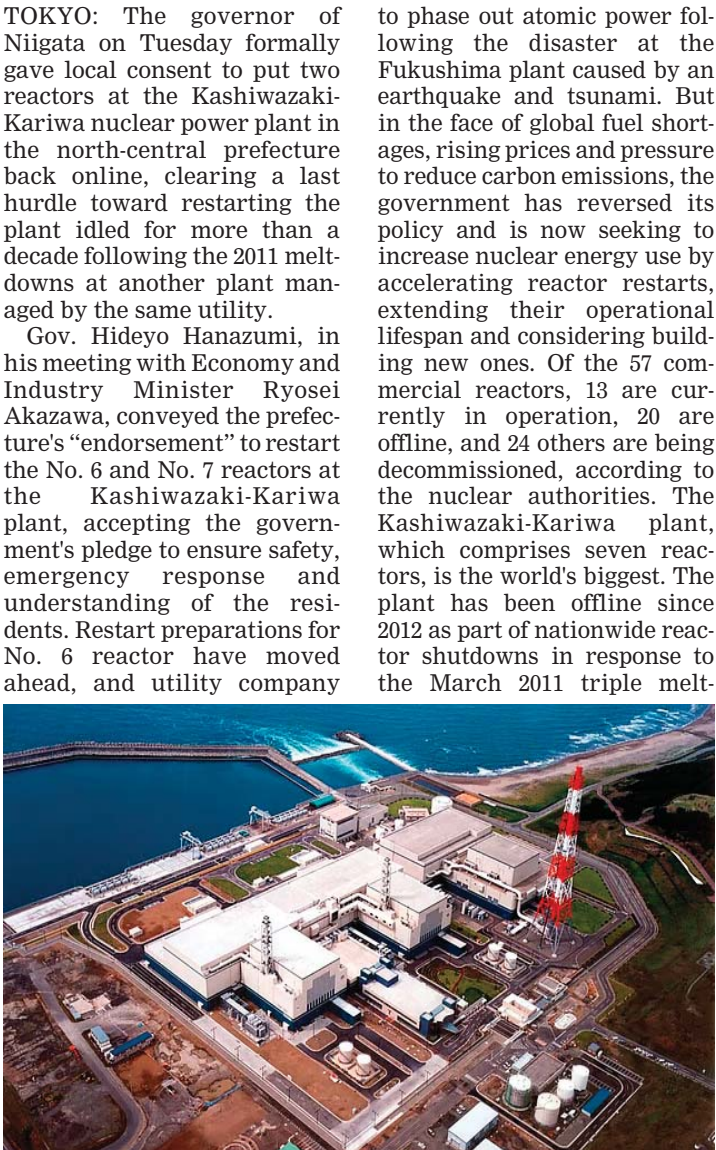 TOKYO: The governor of
Niigata on Tuesday formally
gave local consent to put two
reactors at the Kashiwazaki-
Kariwa nuclear power plant in
the north-central prefecture
back online, clearing a last
hurdle toward restarting the
plant idled for more than a
decade following the 2011 melt-
downs at another plant man-
aged by the same utility.
Gov. Hideyo Hanazumi, in
his meeting with Economy and
Industry Minister Ryosei
Akazawa, conveyed the prefec-
ture's “endorsement” to restart
the No. 6 and No. 7 reactors at
the Kashiwazaki-Kariwa
plant, accepting the govern-
ment's pledge to ensure safety,
emergency response and
understanding of the resi-
dents. Restart preparations for
No. 6 reactor have moved
ahead, and utility company
to phase out atomic power fol-
lowing the disaster at the
Fukushima plant caused by an
earthquake and tsunami. But
in the face of global fuel short-
ages, rising prices and pressure
to reduce carbon emissions, the
government has reversed its
policy and is now seeking to
increase nuclear energy use by
accelerating reactor restarts,
extending their operational
lifespan and considering build-
ing new ones. Of the 57 com-
mercial reactors, 13 are cur-
rently in operation, 20 are
offline, and 24 others are being
decommissioned, according to
the nuclear authorities. The
Kashiwazaki-Kariwa plant,
which comprises seven reac-
tors, is the world's biggest. The
plant has been offline since
2012 as part of nationwide reac-
tor shutdowns in response to
the March 2011 triple melt-